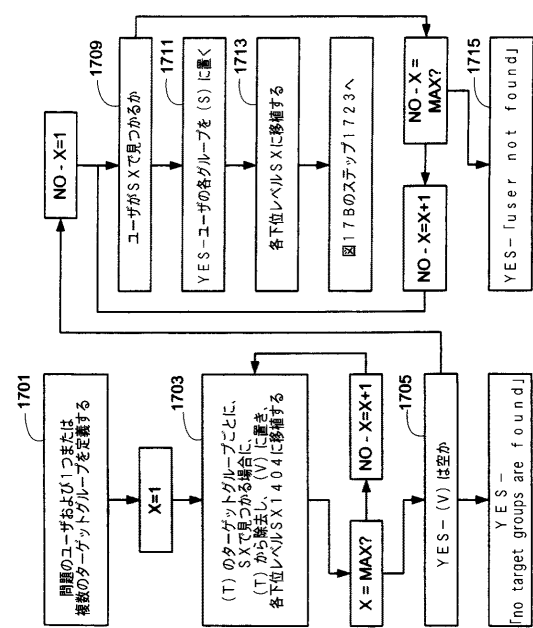 1701
問題のユーザおよび1つまたは
複数のターゲットグループを定義する
X=1
1703
(T)のターゲットグループごとに、
SXで見つかる場合に、
(T)から除去し、(V)に置き、
各下位レベルSX1404に移植する
X = MAX?
NO - X=X+1
1705
YES-(V)は空か
YES-
「no target groups are found」
NO - X=1
1709
ユーザがSXで見つかるか
1711
YES-ユーザの各グループを(S)に置く
1713
各下位レベルSXに移植する
図17Bのステップ1723へ
NO - X=X+1
NO - X =
MAX?
1715
YES-「user not found」